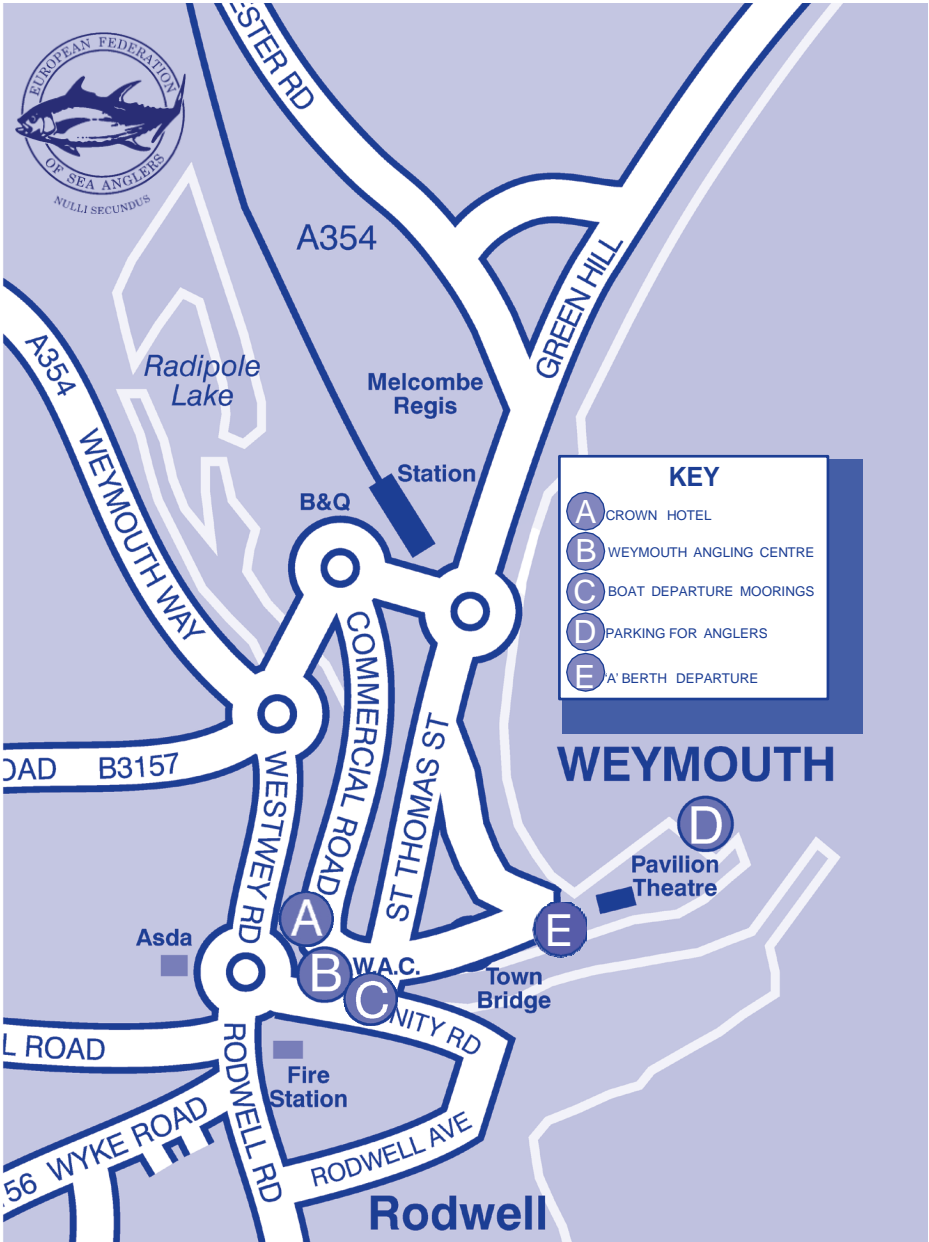 EUROPEAN FEDERATION
OF SEA ANGLERS
NULLI SECUNDUS
ESTER RD
A354
GREEN HILL
A354
WEYMOUTH WAY
Radipole
Lake
Melcombe
Regis
Station
B&Q
KEY
A CROWN HOTEL
B WEYMOUTH ANGLING CENTRE
C BOAT DEPARTURE MOORINGS
D PARKING FOR ANGLERS
E 'A' BERTH DEPARTURE
COMMERCIAL ROAD
OAD B3157
WESTWEY RD
ST THOMAS ST
WEYMOUTH
D
Pavilion
Theatre
A
E
Asda
B
W.A.C.
C
Town
Bridge
NITY RD
L ROAD
RODWELL RD
Fire
Station
56 WYKE ROAD
RODWELL AVE
Rodwell